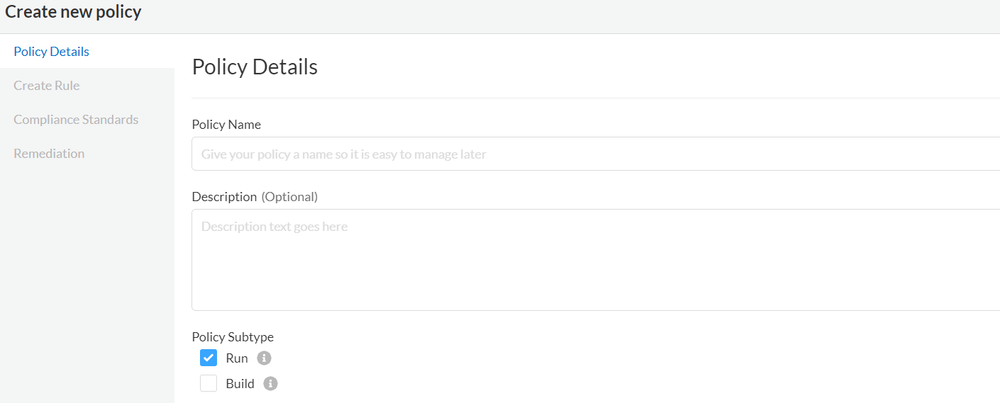 Create new policy
Policy Details
Create Rule
Compliance Standards
Remediation
Policy Details
Policy Name
Give your policy a name so it is easy to manage later
Description (Optional)
Description text goes here
Policy Subtype
Run
Build